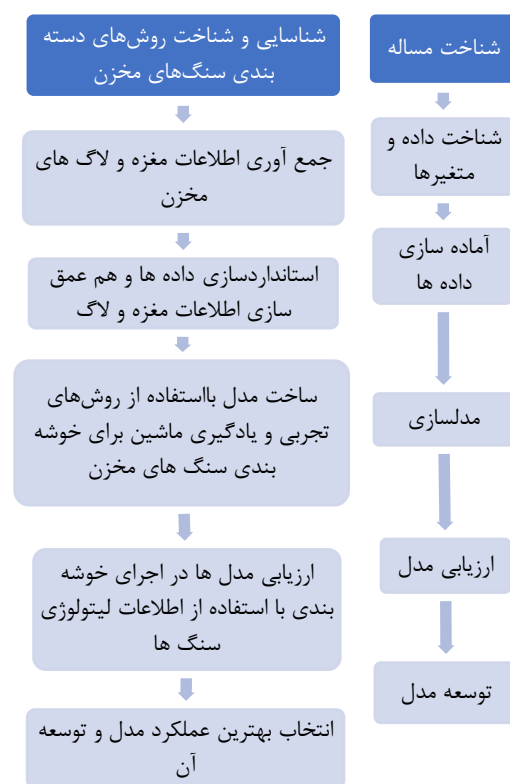 شناخت مساله
شناخت داده و
متغیرها
آماده سازی
داده ها
مدلسازی
ارزیابی مدل
توسعه مدل
شناسایی و شناخت روش‌های دسته
بندی سنگ‌های مخزن
جمع آوری اطلاعات مغزه و لاگ های
مخزن
استانداردسازی داده ها و هم عمق
سازی اطلاعات مغزه و لاگ
ساخت مدل بااستفاده از روش‌های
تجربی و یادگیری ماشین برای خوشه
بندی سنگ های مخزن
ارزیابی مدل ها در اجرای خوشه
بندی با استفاده از اطلاعات لیتولوژی
سنگ ها
انتخاب بهترین عملکرد مدل و توسعه
آن